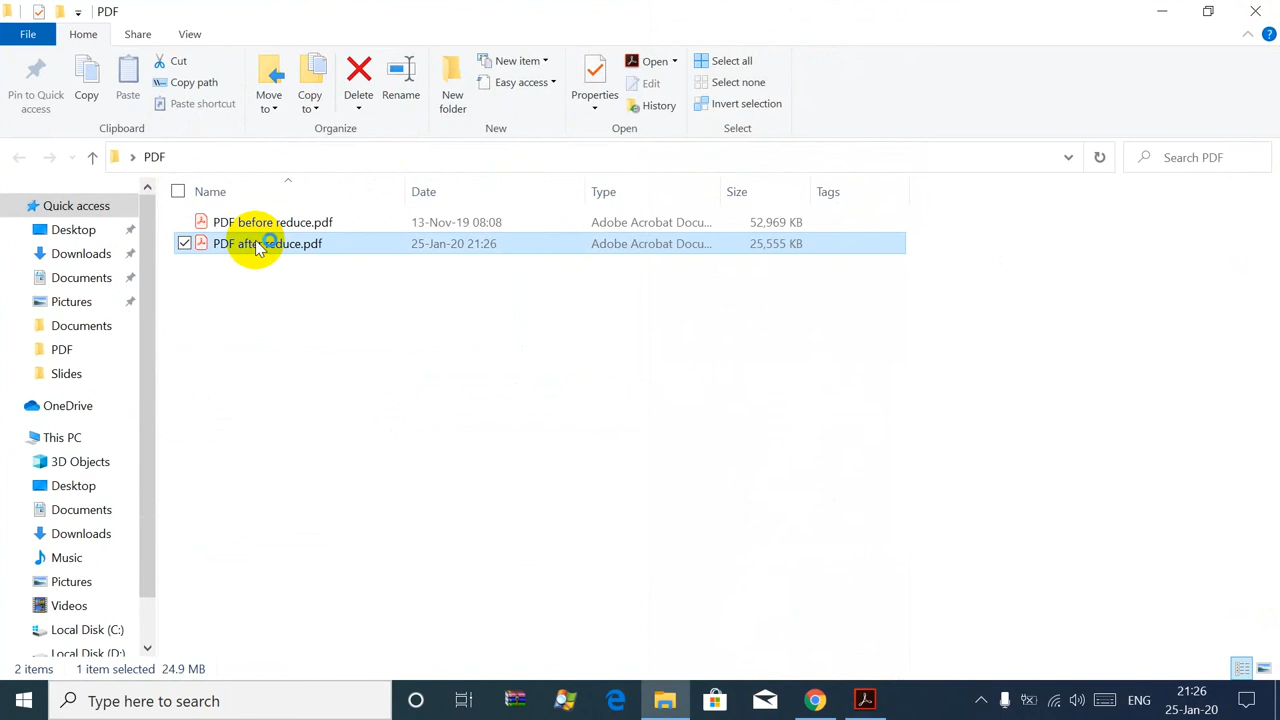 PDF
File Home Share View
Pin to Quick access
Copy
Paste
Cut
Copy path
Paste shortcut
Clipboard
Move to
Copy to
Delete
Rename
Organize
New folder
New item
Easy access
New
Properties
Open
Edit
History
Open
Select all
Select none
Invert selection
Select
PDF
Search PDF
Name Date Type Size Tags
PDF before reduce.pdf 13-Nov-19 08:08 Adobe Acrobat Docu... 52,969 KB
PDF after reduce.pdf 25-Jan-20 21:26 Adobe Acrobat Docu... 25,555 KB
Quick access
Desktop
Downloads
Documents
Pictures
Documents
PDF
Slides
OneDrive
This PC
3D Objects
Desktop
Documents
Downloads
Music
Pictures
Videos
Local Disk (C:)
Local Disk (D:)
2 items 1 item selected 24.9 MB
Type here to search
ENG
21:26
25-Jan-20